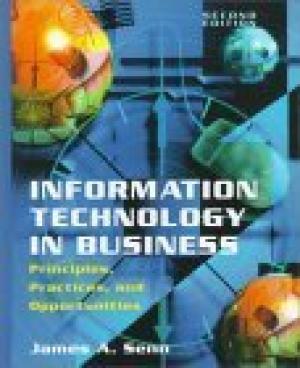 SECOND
EDITION
INFORMATION
TECHNOLOGY
IN BUSINESS
Principles,
Practices, and
Opportunities
James A. Senn